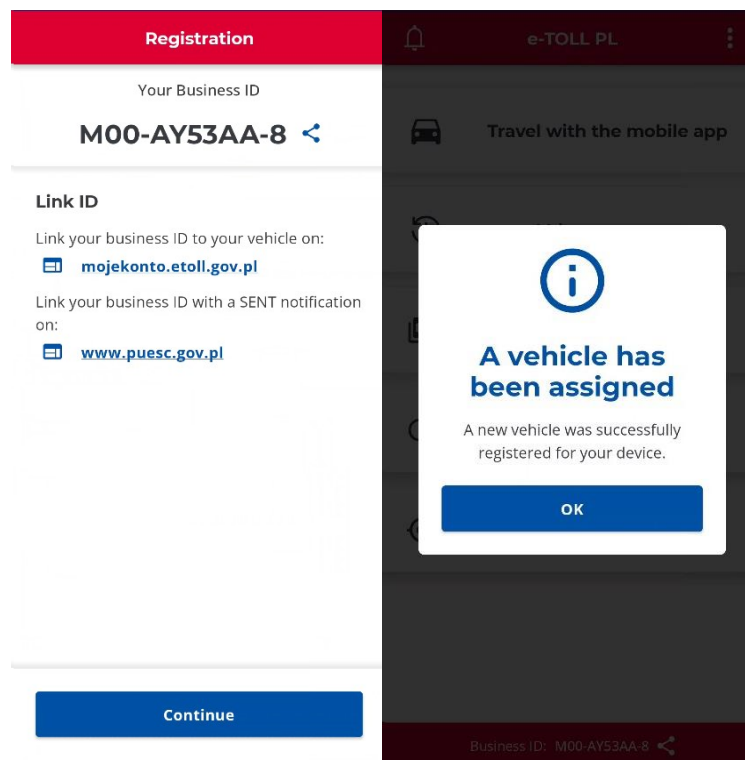 Registration
Your Business ID
M00-AY53AA-8
Link ID
Link your business ID to your vehicle on:
mojekonto.etoll.gov.pl
Link your business ID with a SENT notification
on:
www.puesc.gov.pl
Continue
e-TOLL PL
Travel with the mobile app
A vehicle has
been assigned
A new vehicle was successfully
registered for your device.
OK
Business ID: M00-AY53AA-8